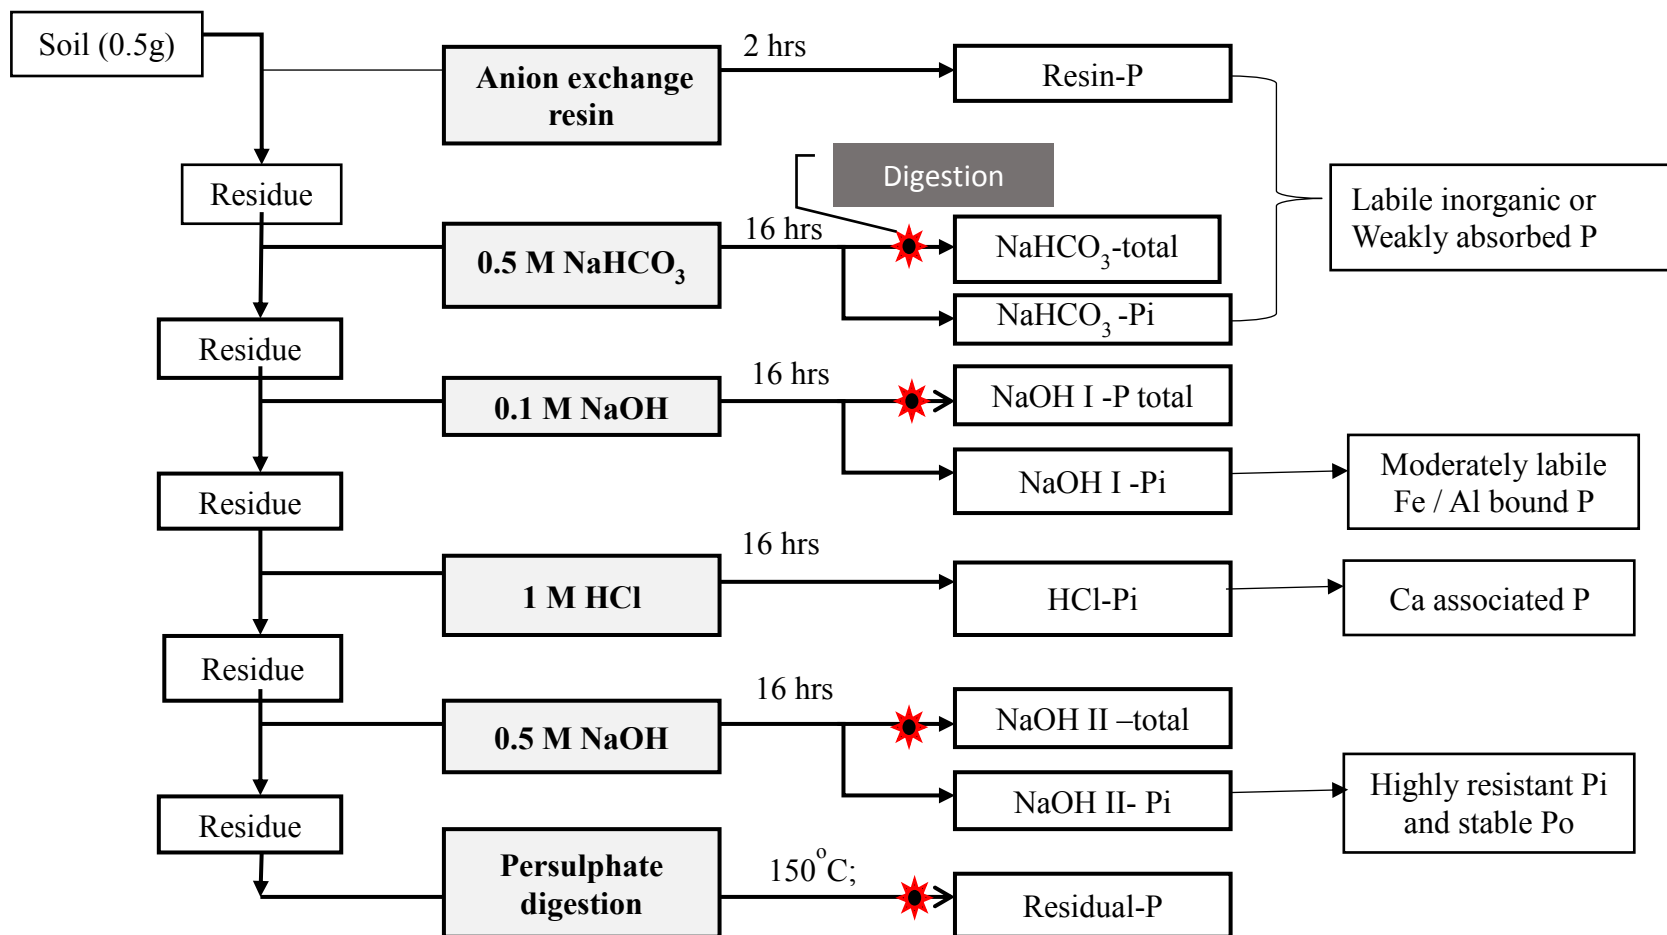 Soil (0.5g)
Anion exchange
resin
2 hrs
Resin-P
Residue
Digestion
Labile inorganic or
Weakly absorbed P
0.5 M NaHCO₃
16 hrs
NaHCO₃-total
NaHCO₃ -Pi
Residue
0.1 M NaOH
16 hrs
NaOH I -P total
NaOH I -Pi
Moderately labile
Fe / Al bound P
Residue
1 M HCl
16 hrs
HCl-Pi
Ca associated P
Residue
0.5 M NaOH
16 hrs
NaOH II –total
NaOH II- Pi
Highly resistant Pi
and stable Po
Residue
Persulphate
digestion
150°C;
Residual-P